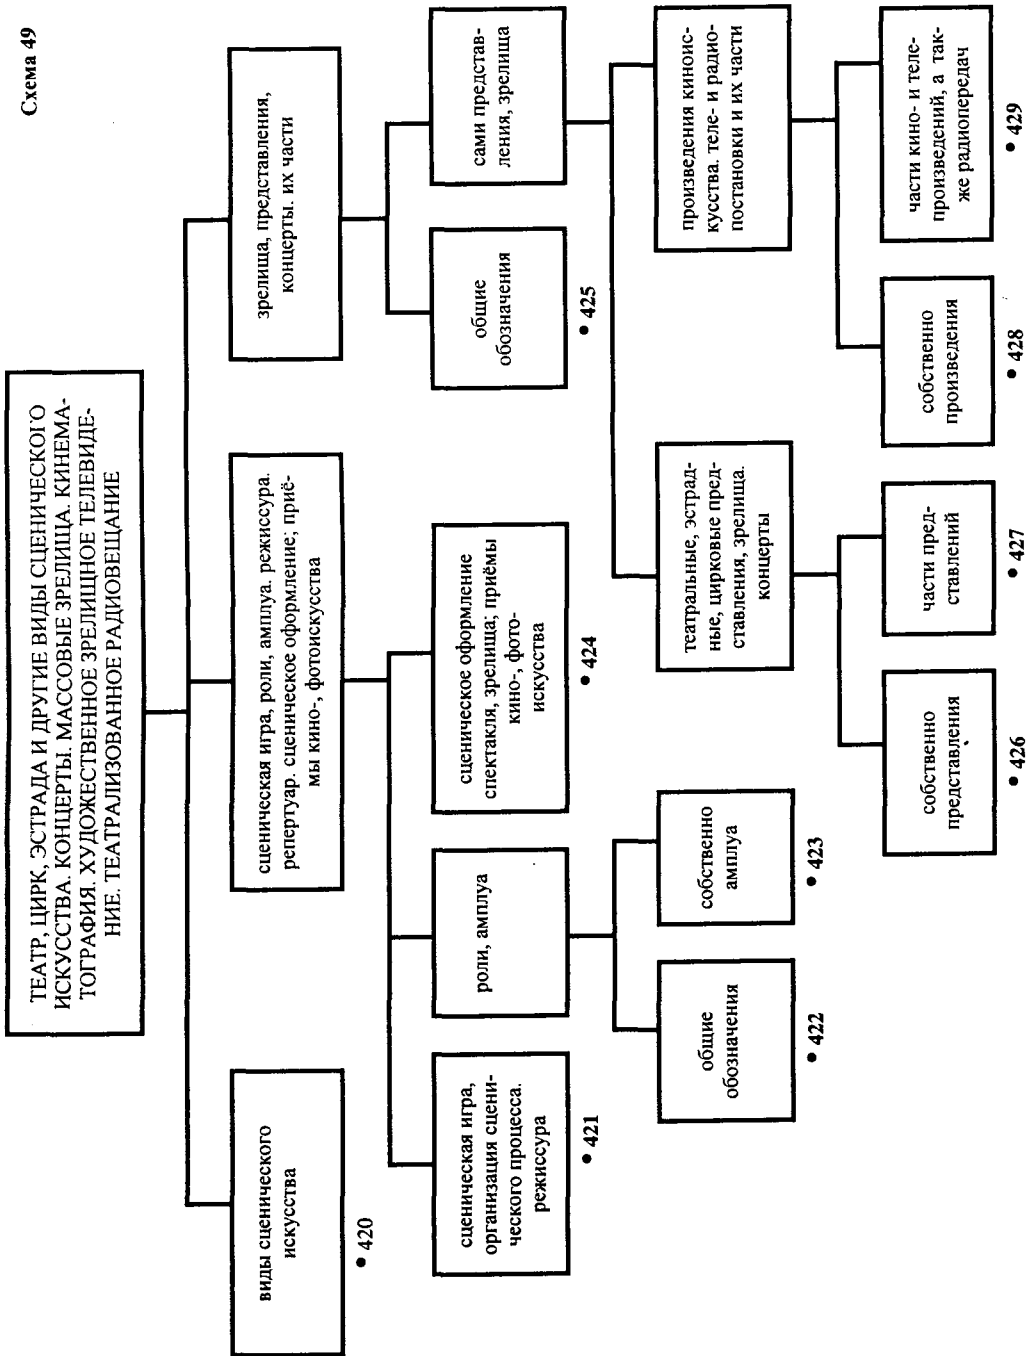 Схема 49
ТЕАТР, ЦИРК, ЭСТРАДА И ДРУГИЕ ВИДЫ СЦЕНИЧЕСКОГО
ИСКУССТВА. КОНЦЕРТЫ. МАССОВЫЕ ЗРЕЛИЩА. КИНЕМА-
ТОГРАФИЯ. ХУДОЖЕСТВЕННОЕ ЗРЕЛИЩНОЕ ТЕЛЕВИДЕ-
НИЕ. ТЕАТРАЛИЗОВАННОЕ РАДИОВЕЩАНИЕ
виды сценического
искусства
• 420
сценическая игра, роли, амплуа. режиссура.
репертуар. сценическое оформление; приё-
мы кино-, фотоискусства
зрелища, представления,
концерты. их части
сценическая игра,
организация сцени-
ческого процесса.
режиссура
• 421
роли, амплуа
сценическое оформление
спектакля, зрелища; приёмы
кино-, фото-
искусства
• 424
общие
обозначения
• 425
сами представ-
ления, зрелища
общие
обозначения
• 422
собственно
амплуа
• 423
театральные, эстрад-
ные, цирковые пред-
ставления, зрелища.
концерты
произведения киноис-
кусства. теле- и радио-
постановки и их части
собственно
представления
• 426
части пред-
ставлений
• 427
собственно
произведения
• 428
части кино- и теле-
произведений, а так-
же радиопередач
• 429